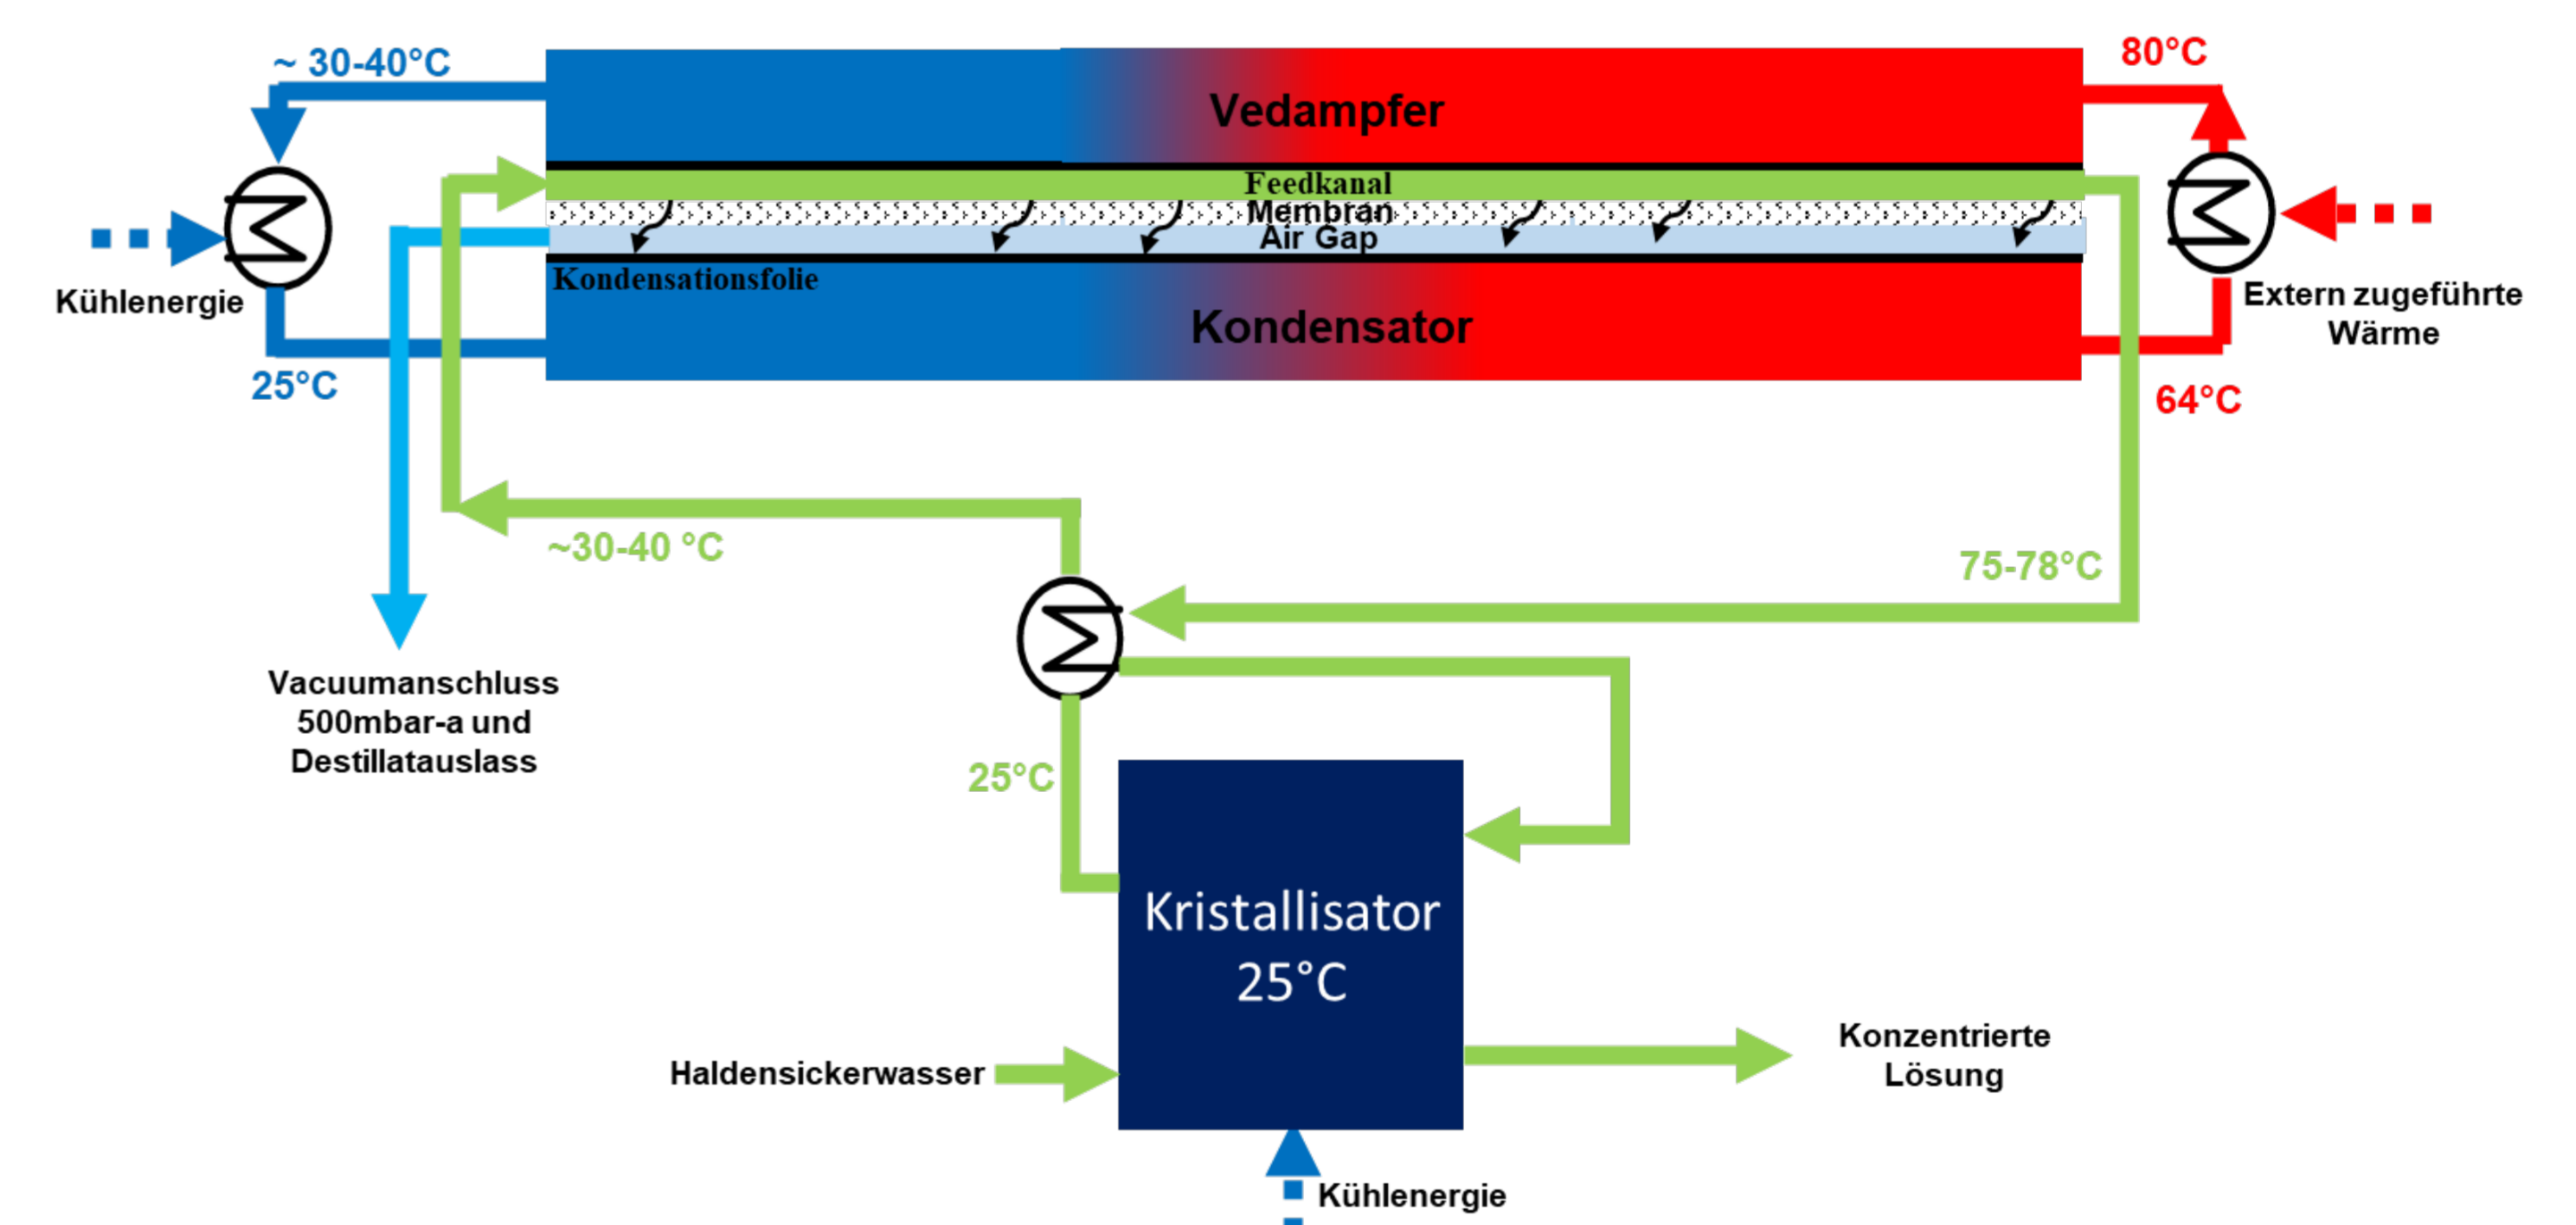 ~ 30-40°C
80°C
Vedampfer
Feedkanal
Membran
Air Gap
Kondensationsfolie
Kühlenergie
Extern zugeführte
Wärme
Kondensator
25°C
64°C
~30-40 °C
75-78°C
Vacuumanschluss
500mbar-a und
Destillatauslass
25°C
Kristallisator
25°C
Haldensickerwasser
Konzentrierte
Lösung
Kühlenergie